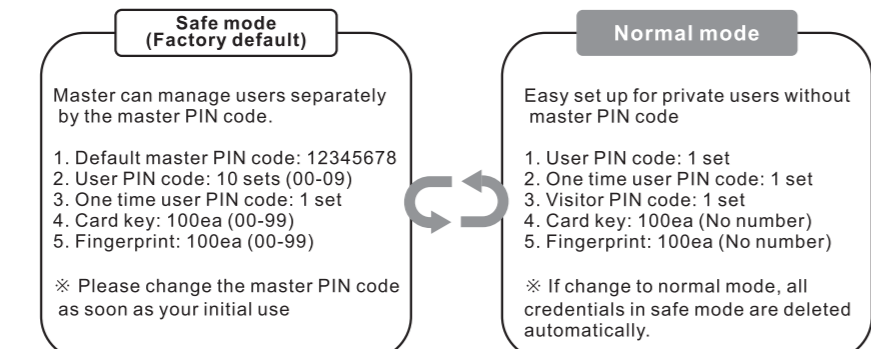 Safe mode
(Factory default)
Master can manage users separately
by the master PIN code.
1. Default master PIN code: 12345678
2. User PIN code: 10 sets (00-09)
3. One time user PIN code: 1 set
4. Card key: 100ea (00-99)
5. Fingerprint: 100ea (00-99)
※ Please change the master PIN code
as soon as your initial use
Normal mode
Easy set up for private users without
master PIN code
1. User PIN code: 1 set
2. One time user PIN code: 1 set
3. Visitor PIN code: 1 set
4. Card key: 100ea (No number)
5. Fingerprint: 100ea (No number)
※ If change to normal mode, all
credentials in safe mode are deleted
automatically.